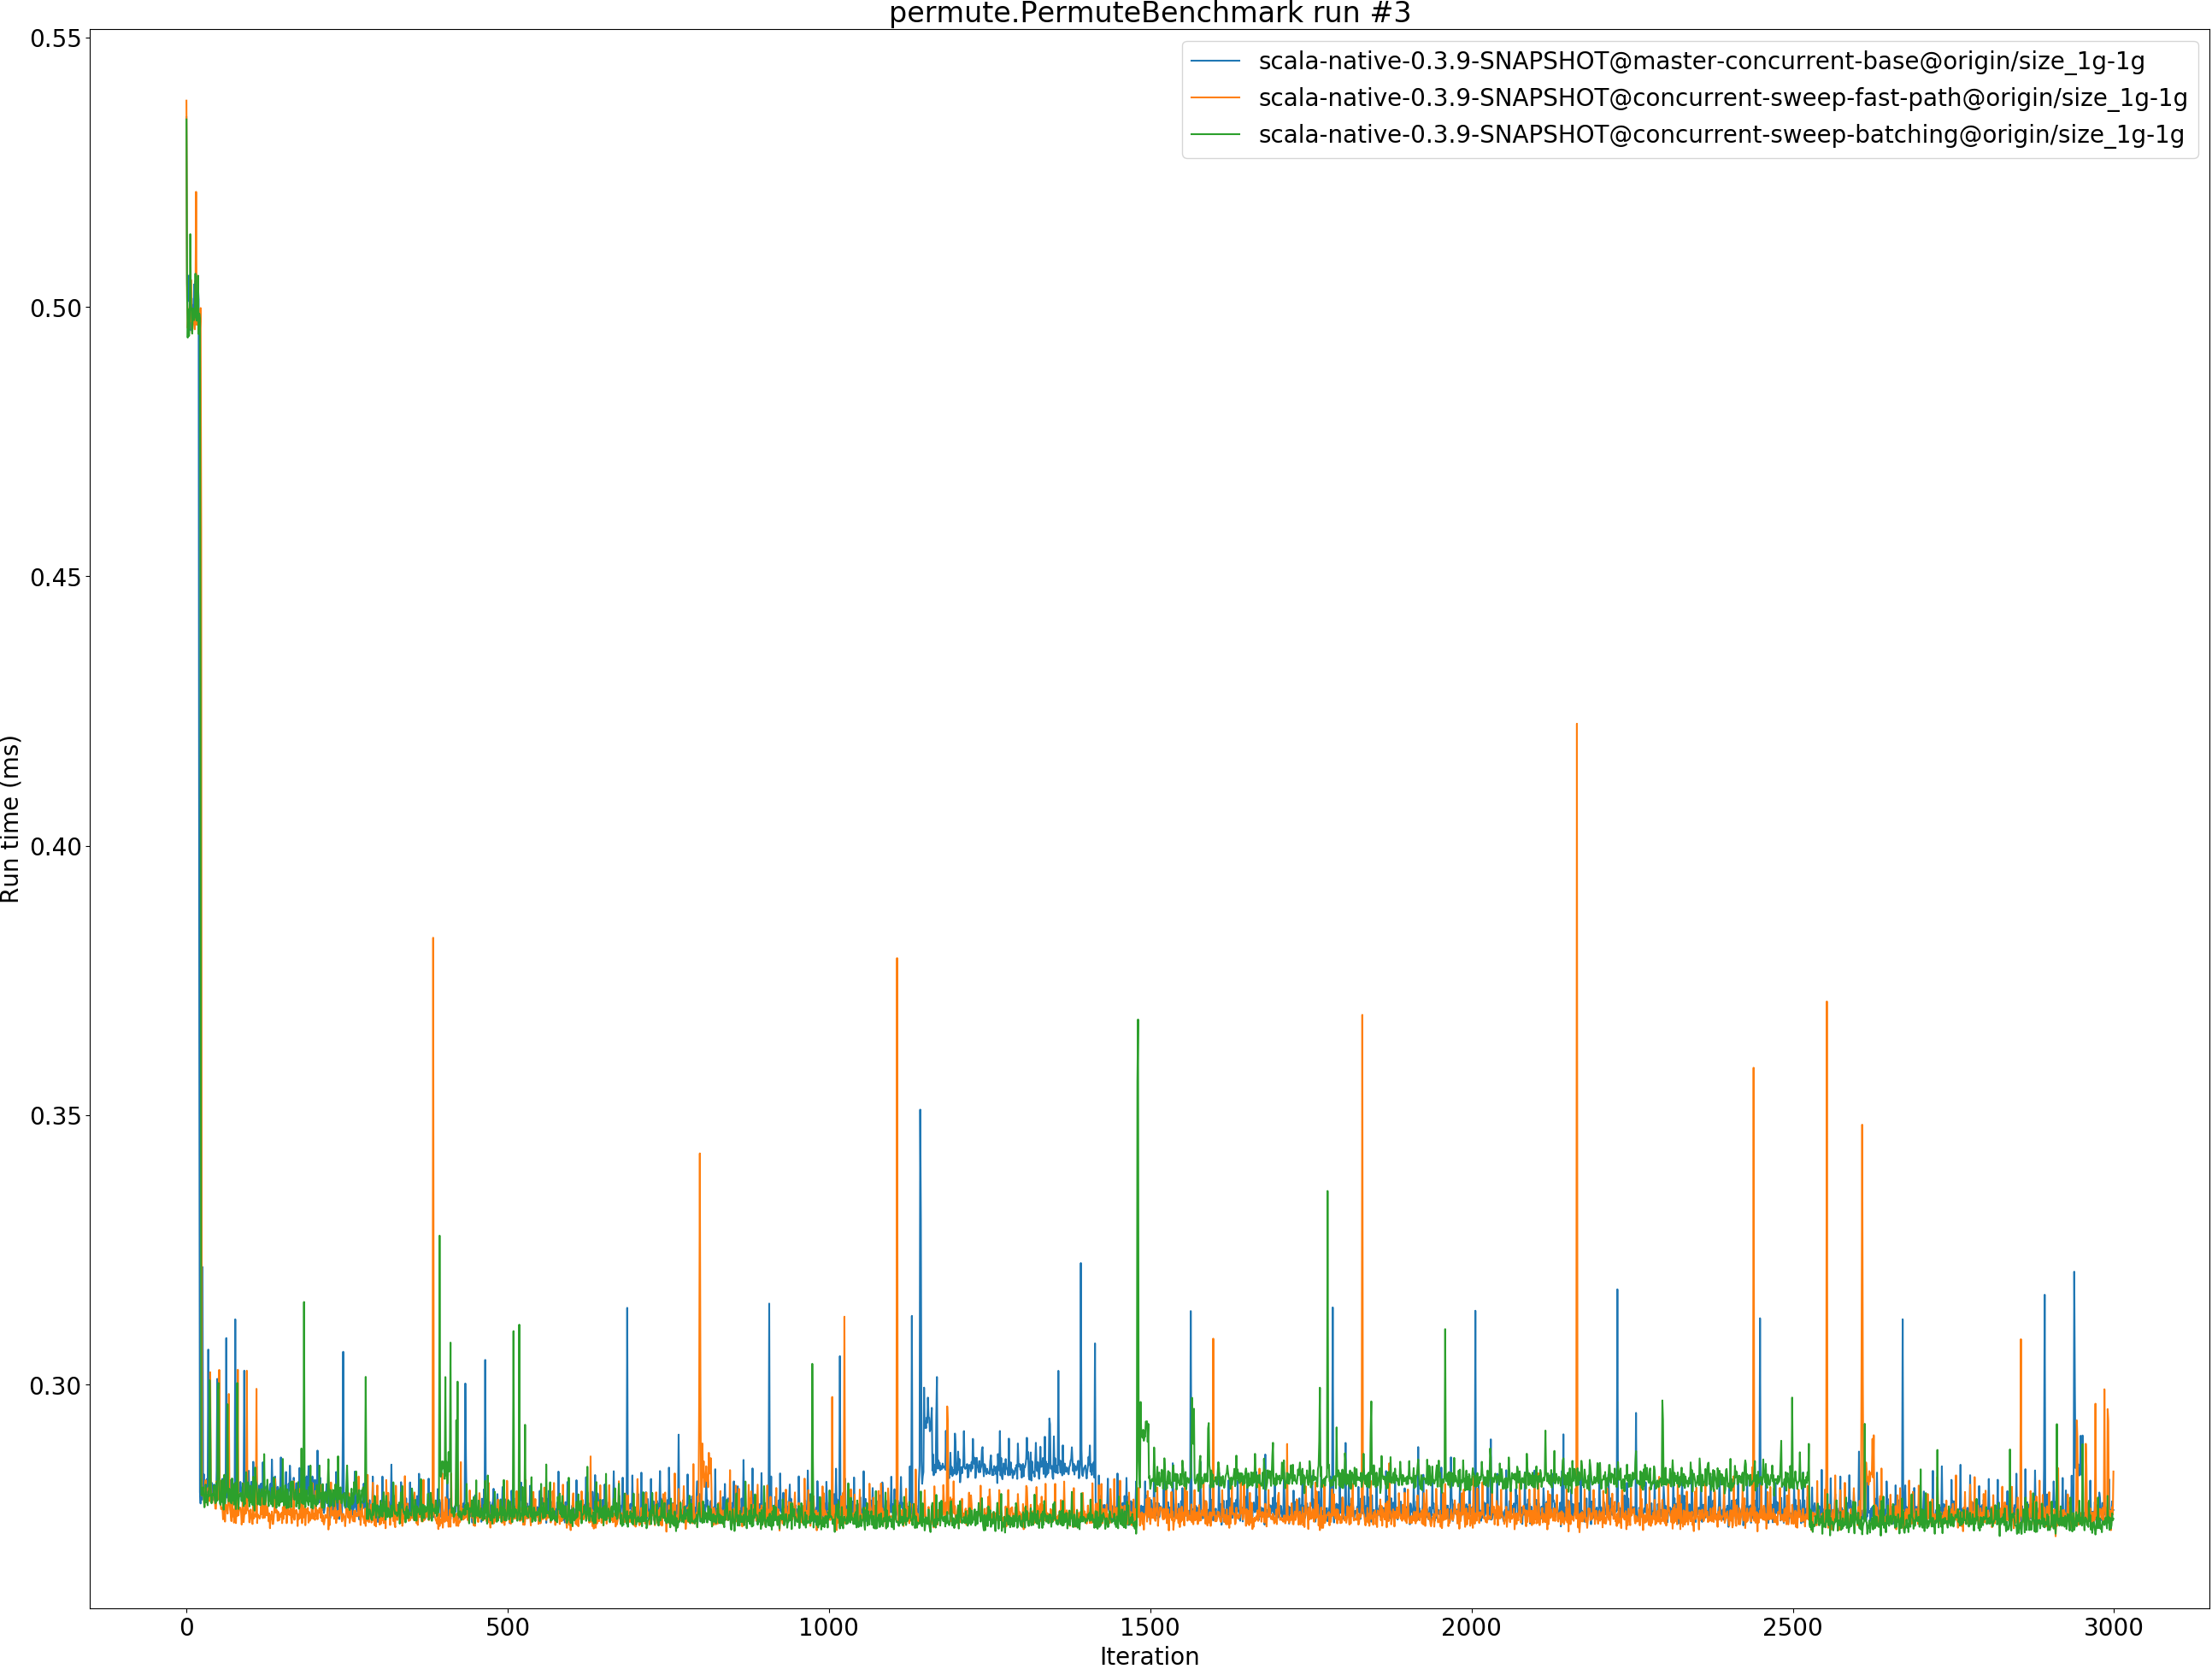 permute.PermuteBenchmark run #3
scala-native-0.3.9-SNAPSHOT@master-concurrent-base@origin/size_1g-1g
scala-native-0.3.9-SNAPSHOT@concurrent-sweep-fast-path@origin/size_1g-1g
scala-native-0.3.9-SNAPSHOT@concurrent-sweep-batching@origin/size_1g-1g
Run time (ms)
0.55
0.50
0.45
0.40
0.35
0.30
0
500
1000
1500
2000
2500
3000
Iteration